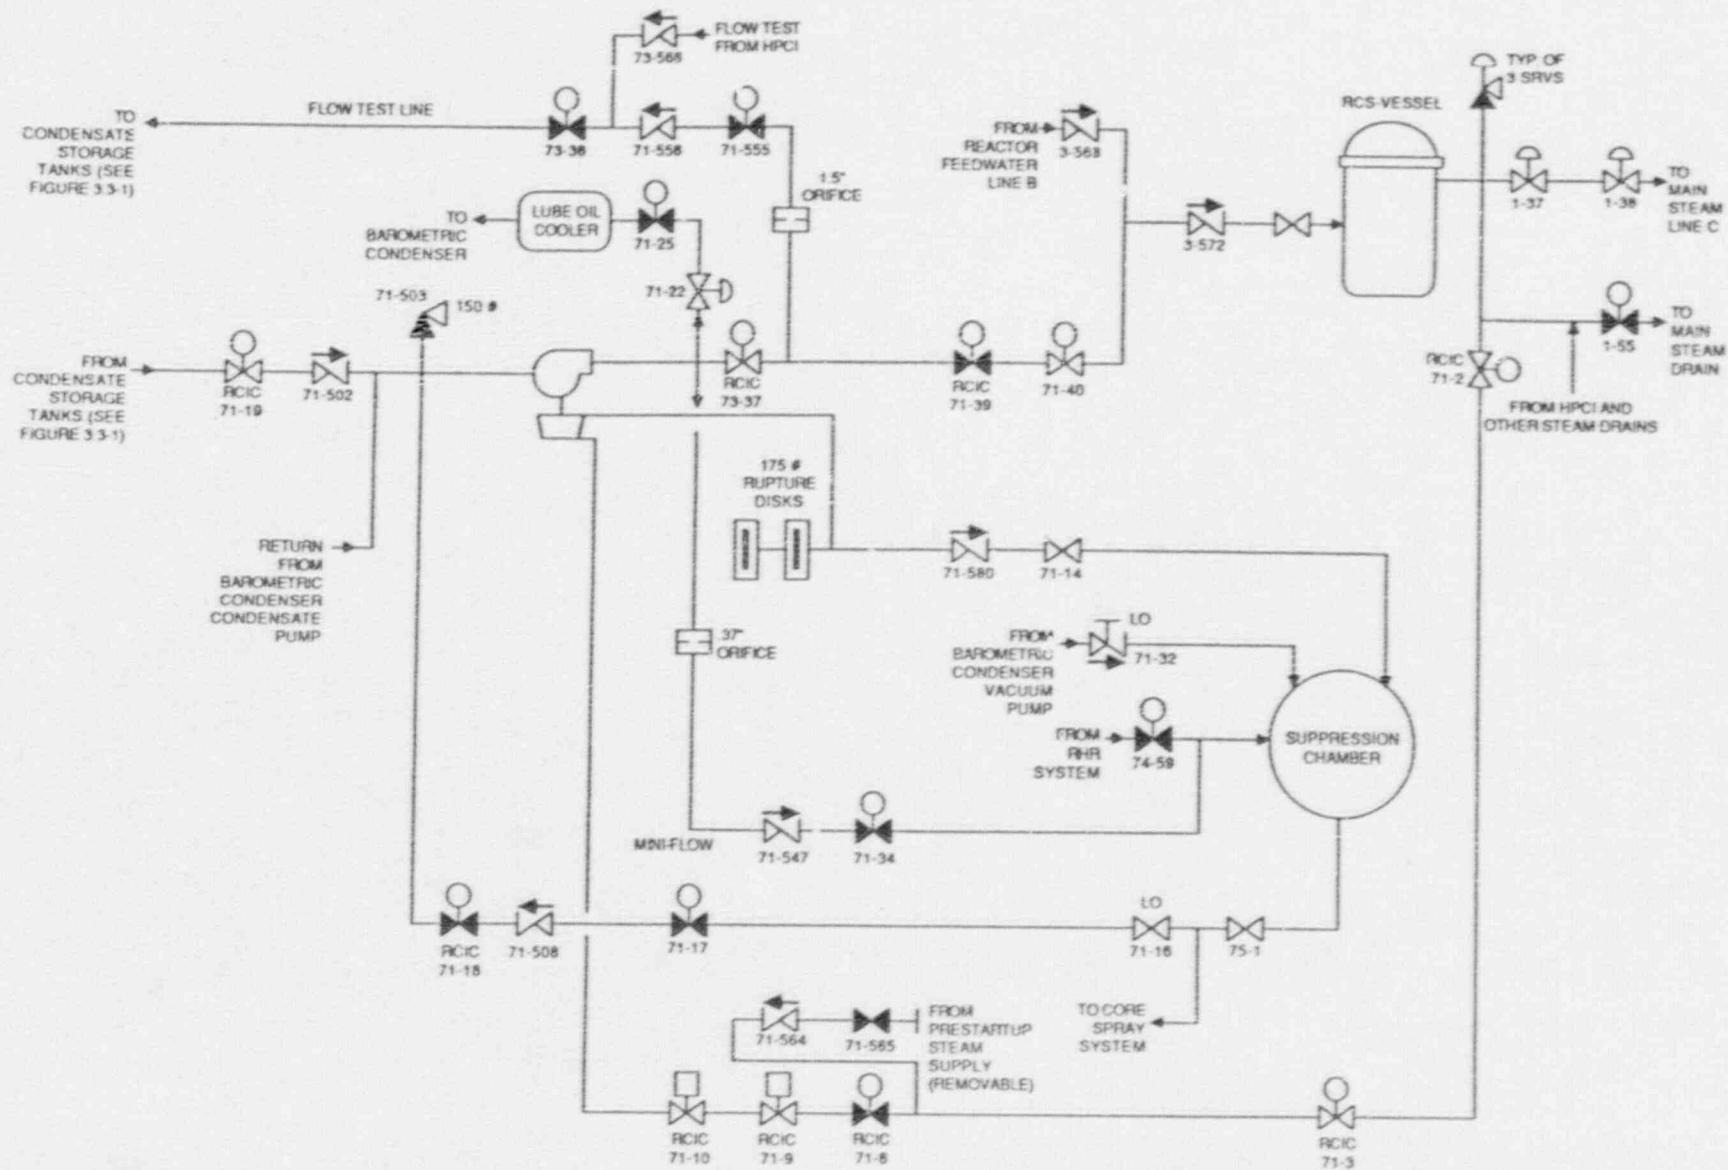 FLOW TEST
FROM HPCI
73-566
TYP. OF
3 SRVS
RCS-VESSEL
FLOW TEST LINE
TO
CONDENSATE
STORAGE
TANKS (SEE
FIGURE 3.3-1)
73-36
71-556
71-555
FROM
REACTOR
FEEDWATER
LINE B
3-568
1.5"
ORIFICE
TO
BAROMETRIC
CONDENSER
LUBE OIL
COOLER
71-25
3-572
1-37
1-38
TO
MAIN
STEAM
LINE C
71-503
150 #
71-22
FROM
CONDENSATE
STORAGE
TANKS (SEE
FIGURE 3.3-1)
RCIC
71-19
71-502
RCIC
73-37
RCIC
71-39
71-40
RCIC
71-2
1-55
TO
MAIN
STEAM
DRAIN
FROM HPCI AND
OTHER STEAM DRAINS
175 #
RUPTURE
DISKS
RETURN
FROM
BAROMETRIC
CONDENSER
CONDENSATE
PUMP
71-580
71-14
.37"
ORIFICE
FROM
BAROMETRIC
CONDENSER
VACUUM
PUMP
LO
71-32
FROM
RHR
SYSTEM
74-59
SUPPRESSION
CHAMBER
MINI-FLOW
71-547
71-34
RCIC
71-18
71-508
71-17
LO
71-16
75-1
71-564
71-565
FROM
PRESTARTUP
STEAM
SUPPLY
(REMOVABLE)
TO CORE
SPRAY
SYSTEM
RCIC
71-10
RCIC
71-9
RCIC
71-8
RCIC
71-3